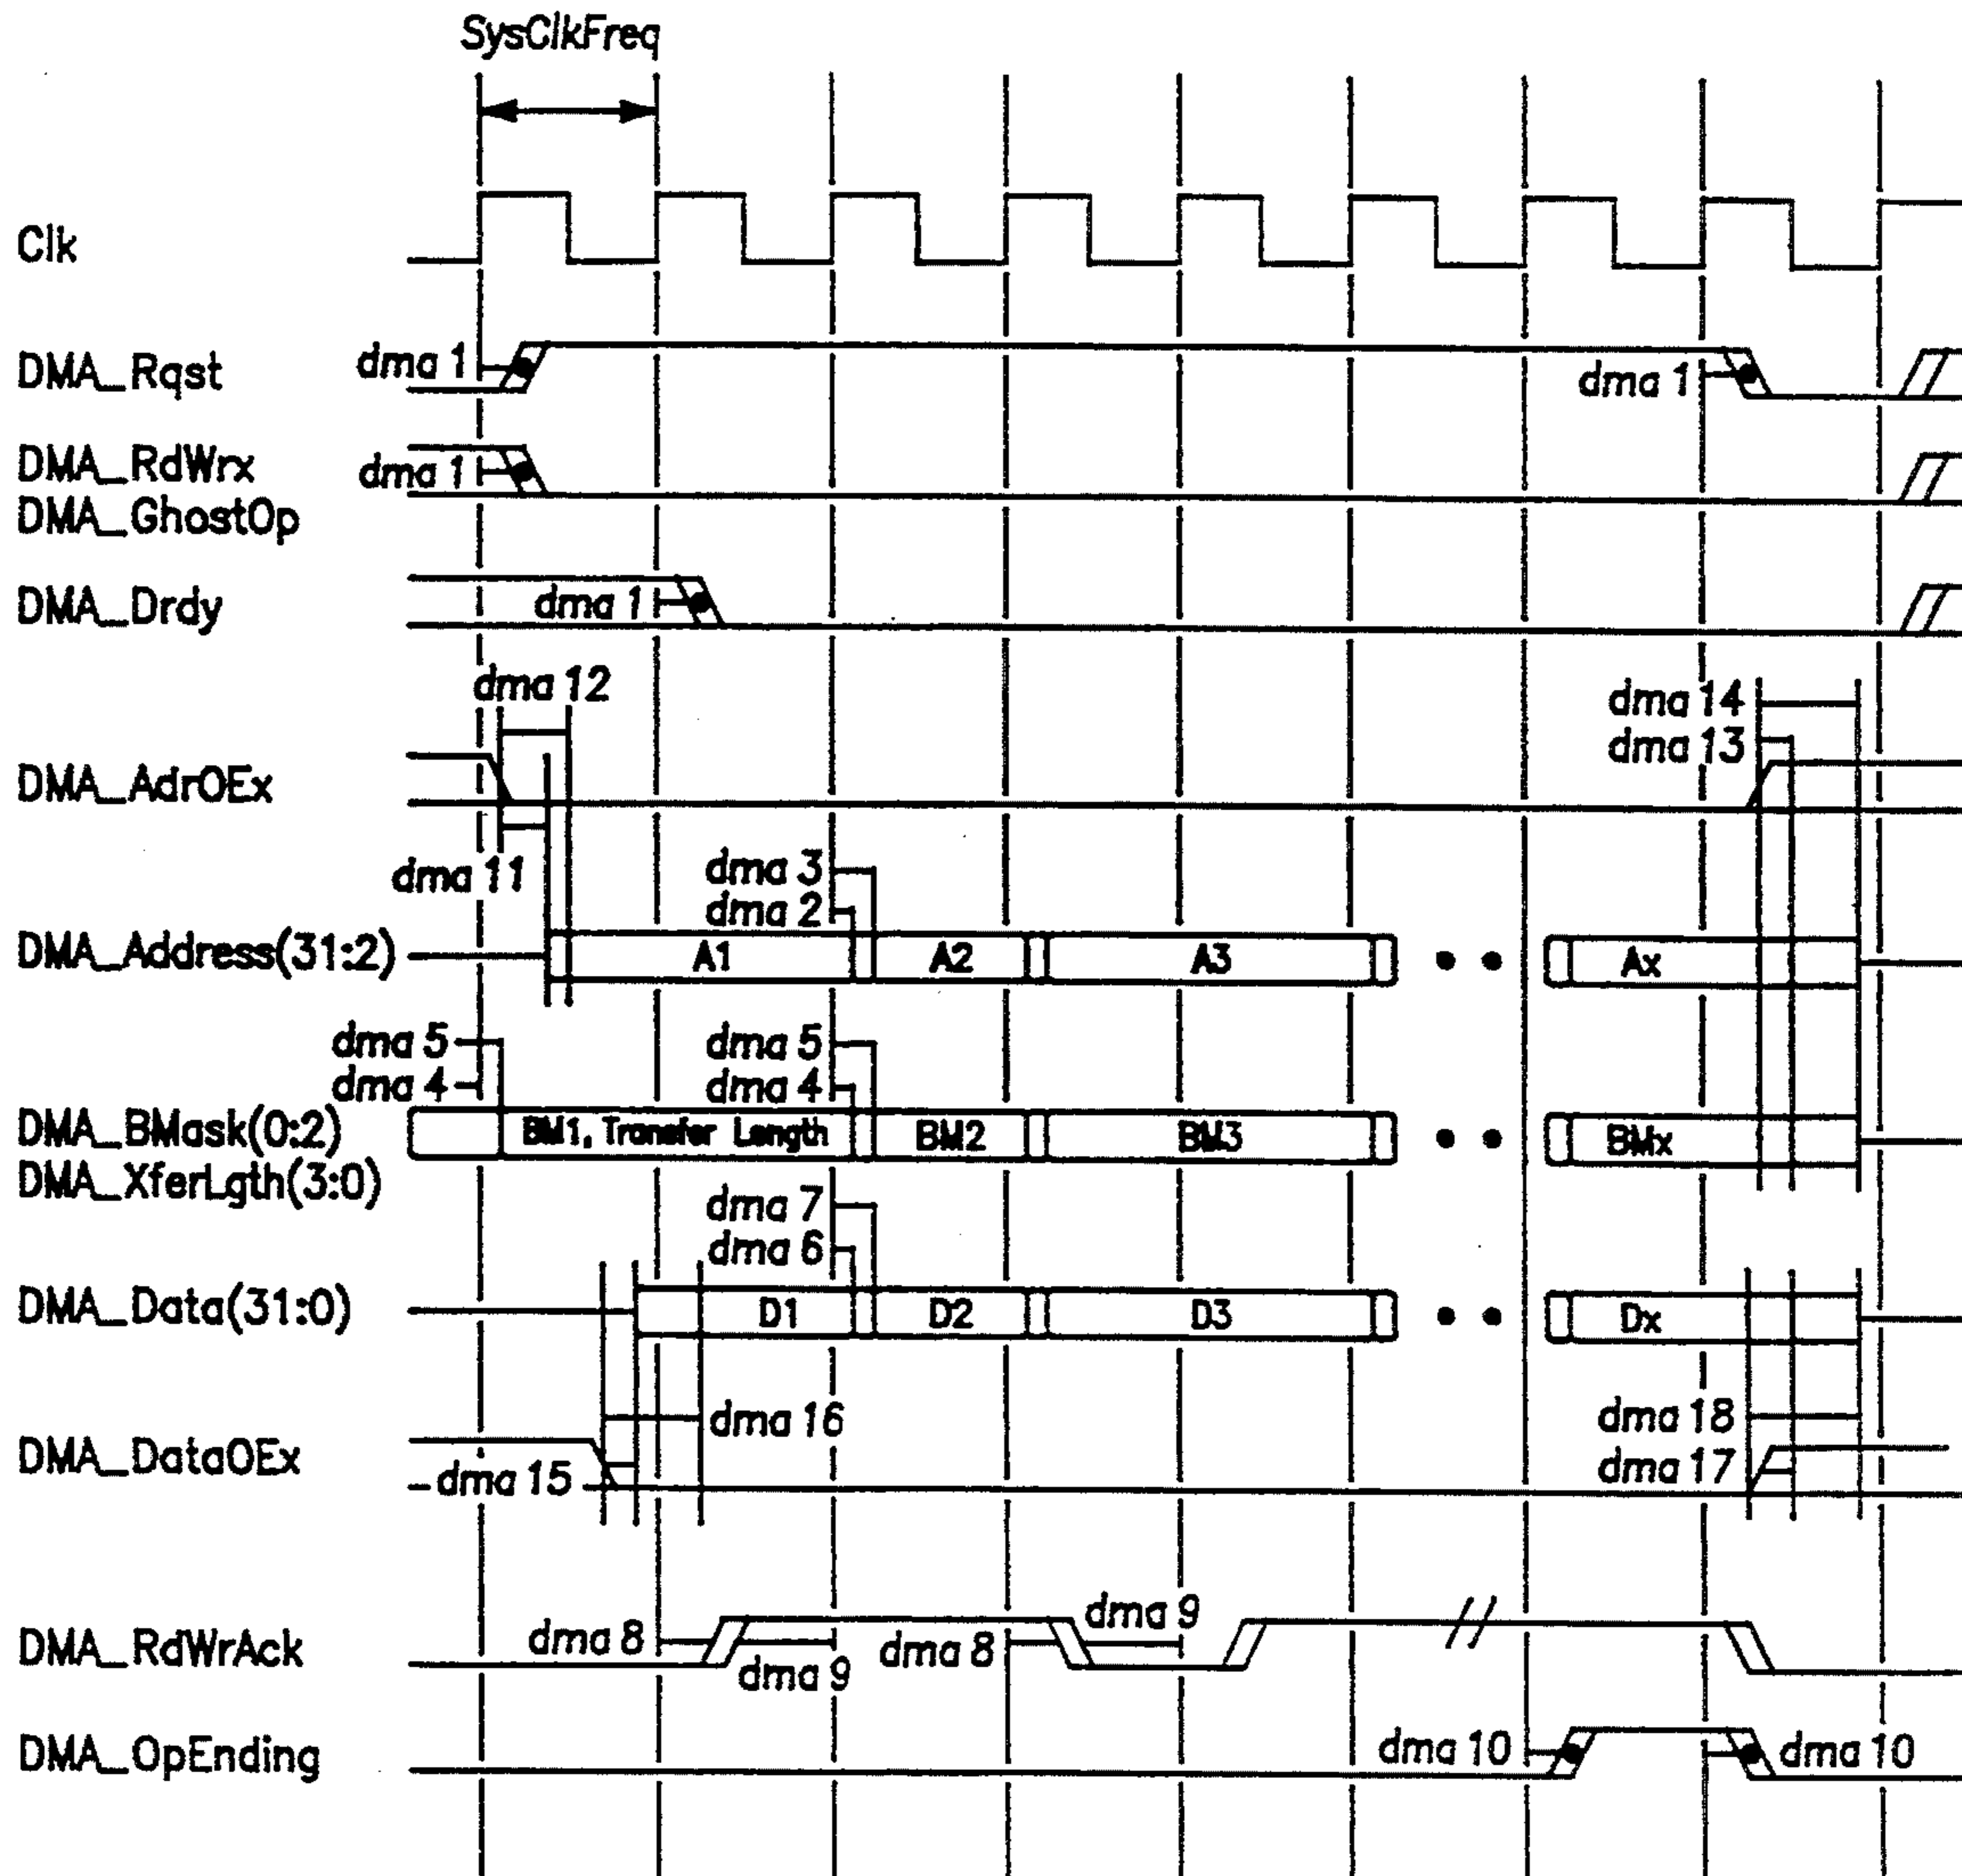 SysClkFreq
Clk
DMA_Rqst
dma 1
dma 1
DMA_RdWrx
dma 1
DMA_GhostOp
DMA_Drdy
dma 1
dma 12
dma 14
dma 13
DMA_AdrOEx
dma 11
dma 3
dma 2
DMA_Address(31:2)
A1
A2
A3
Ax
dma 5
dma 5
dma 4
dma 4
DMA_BMask(0:2)
BM1, Transfer Length
BM2
BM3
BMx
DMA_XferLgth(3:0)
dma 7
dma 6
DMA_Data(31:0)
D1
D2
D3
Dx
dma 16
dma 18
DMA_DataOEx
dma 15
dma 17
dma 9
DMA_RdWrAck
dma 8
dma 8
dma 9
DMA_OpEnding
dma 10
dma 10